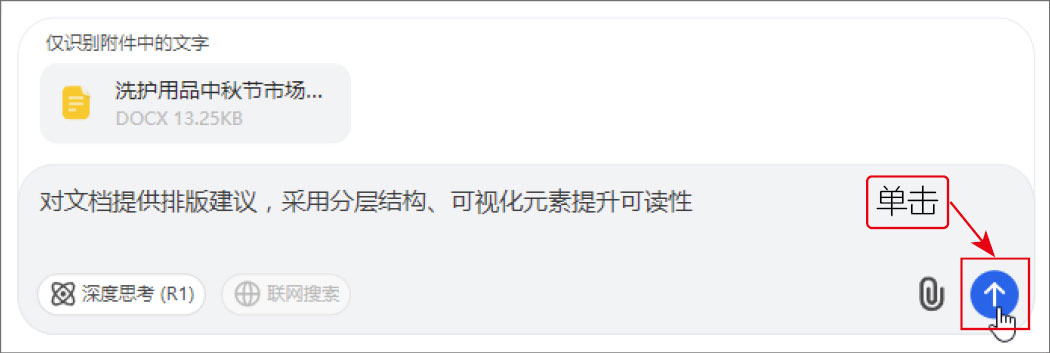 仅识别附件中的文字
洗护用品中秋节市场...
DOCX 13.25KB
对文档提供排版建议，采用分层结构、可视化元素提升可读性
单击
深度思考 (R1)
联网搜索